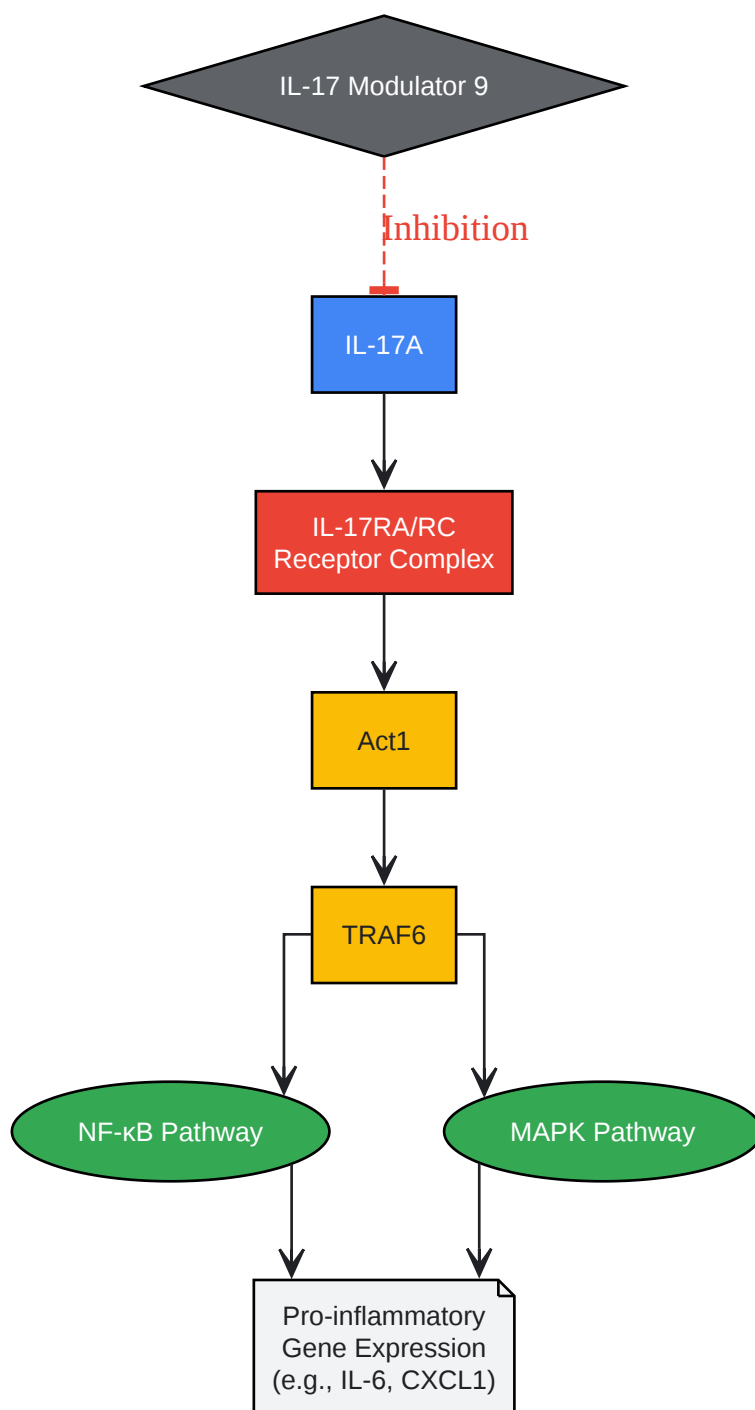 IL-17 Modulator 9
Inhibition
IL-17A
IL-17RA/RC
Receptor Complex
Act1
TRAF6
NF-κB Pathway
MAPK Pathway
Pro-inflammatory
Gene Expression
(e.g., IL-6, CXCL1)